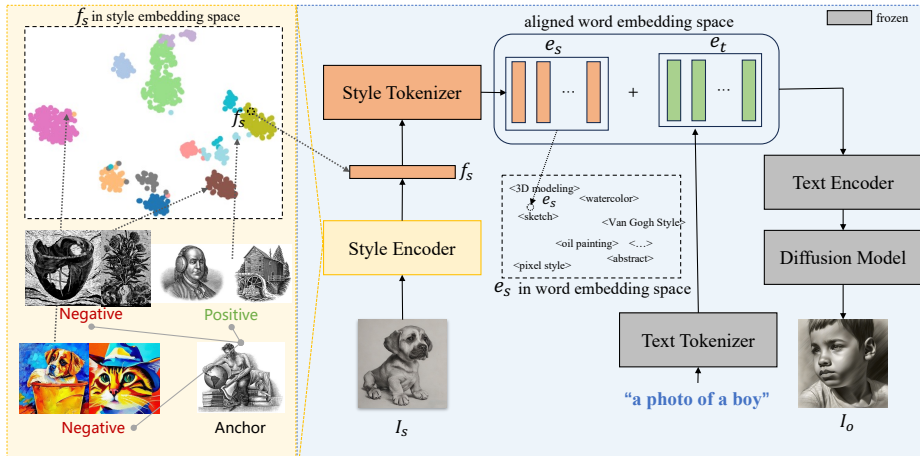 f_s in style embedding space
f_s
Negative
Positive
Negative
Anchor
aligned word embedding space
frozen
e_s
e_t
Style Tokenizer
...
+
...
f_s
Style Encoder
<3D modeling>
e_s
<watercolor>
<sketch>
<Van Gogh Style>
<oil painting>
<...>
<abstract>
<pixel style>
e_s in word embedding space
Text Encoder
Diffusion Model
Text Tokenizer
"a photo of a boy"
I_s
I_o